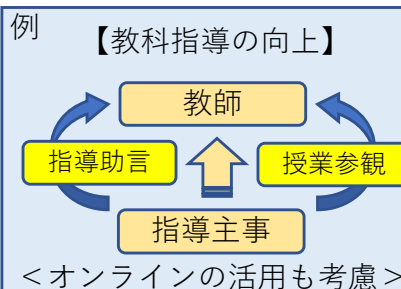 例
【教科指導の向上】
教師
指導助言
授業参観
指導主事
＜オンラインの活用も考慮＞